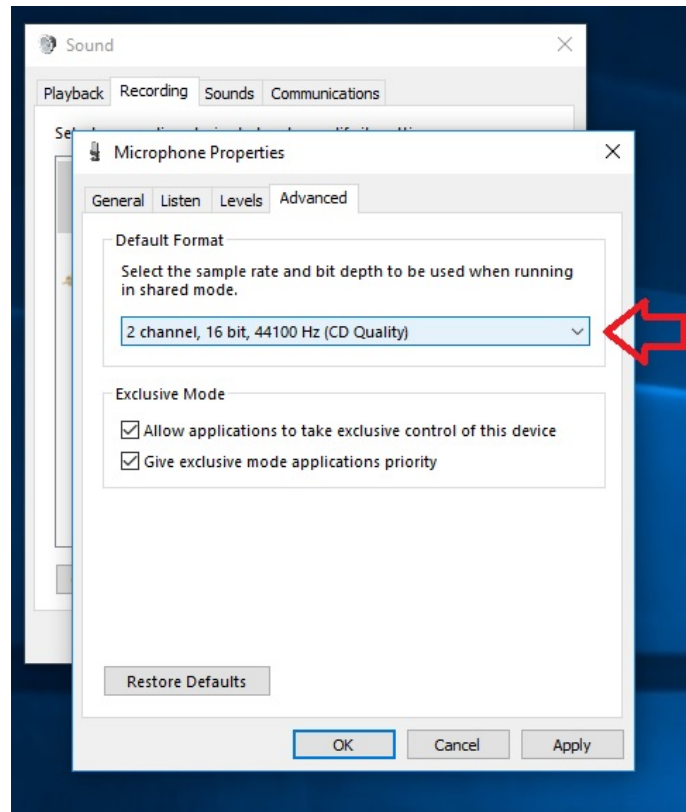 Sound
Playback Recording Sounds Communications
Microphone Properties
General Listen Levels Advanced
Default Format
Select the sample rate and bit depth to be used when running
in shared mode.
2 channel, 16 bit, 44100 Hz (CD Quality)
Exclusive Mode
Allow applications to take exclusive control of this device
Give exclusive mode applications priority
Restore Defaults
OK Cancel Apply